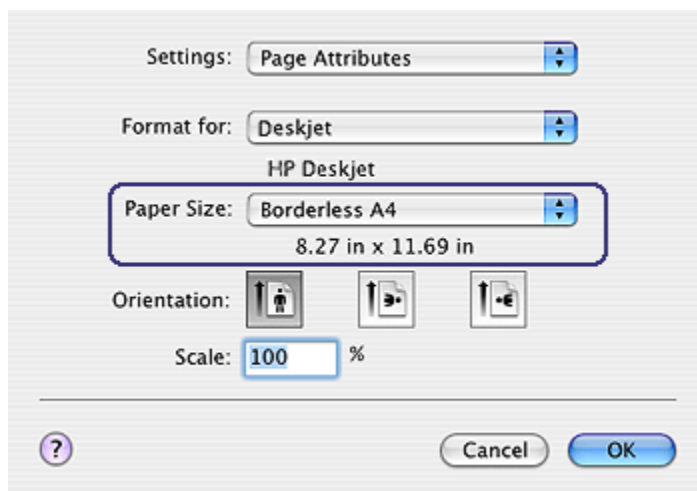 Settings: Page Attributes
Format for: Deskjet
HP Deskjet
Paper Size: Borderless A4
8.27 in x 11.69 in
Orientation:
Scale: 100 %
? Cancel OK